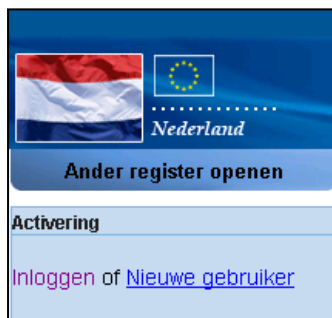 Nederland
Ander register openen
Activering
Inloggen of Nieuwe gebruiker